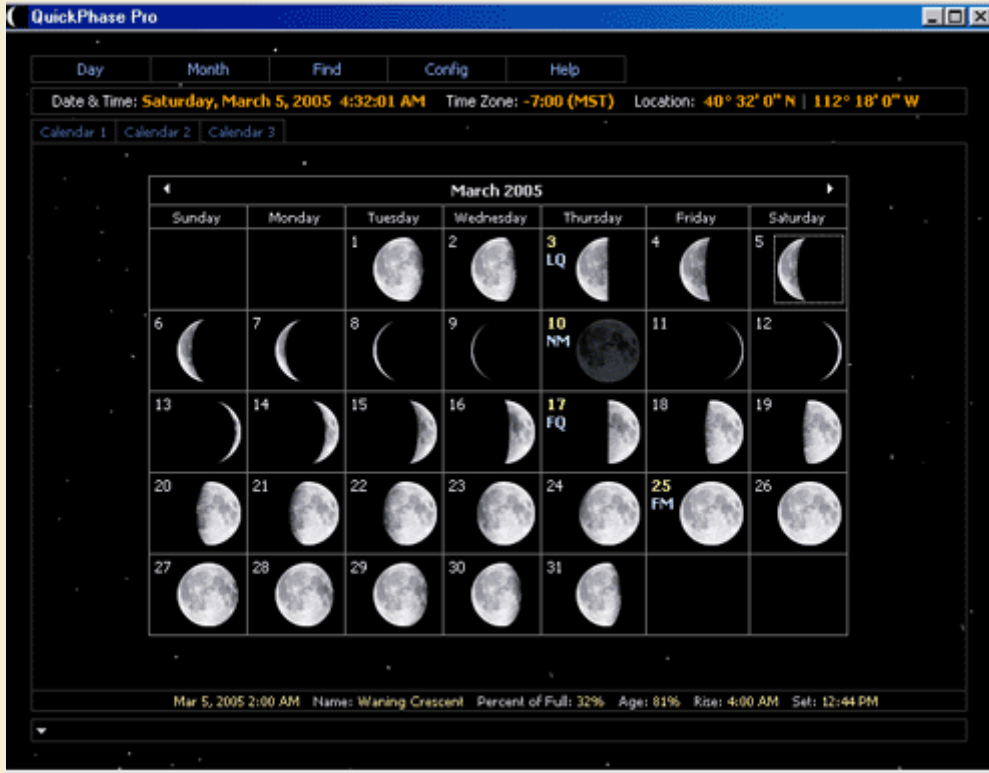 QuickPhase Pro
Day Month Find Config Help
Date & Time: Saturday, March 5, 2005 4:32:01 AM Time Zone: -7:00 (MST) Location: 40° 32' 0" N | 112° 18' 0" W
Calendar 1 Calendar 2 Calendar 3
March 2005
Sunday Monday Tuesday Wednesday Thursday Friday Saturday
1 2 3 4 5
LQ
6 7 8 9 10 11 12
NM
13 14 15 16 17 18 19
FQ
20 21 22 23 24 25 26
FM
27 28 29 30 31
Mar 5, 2005 2:00 AM Name: Waning Crescent Percent of Full: 32% Age: 81% Rise: 4:00 AM Set: 12:44 PM